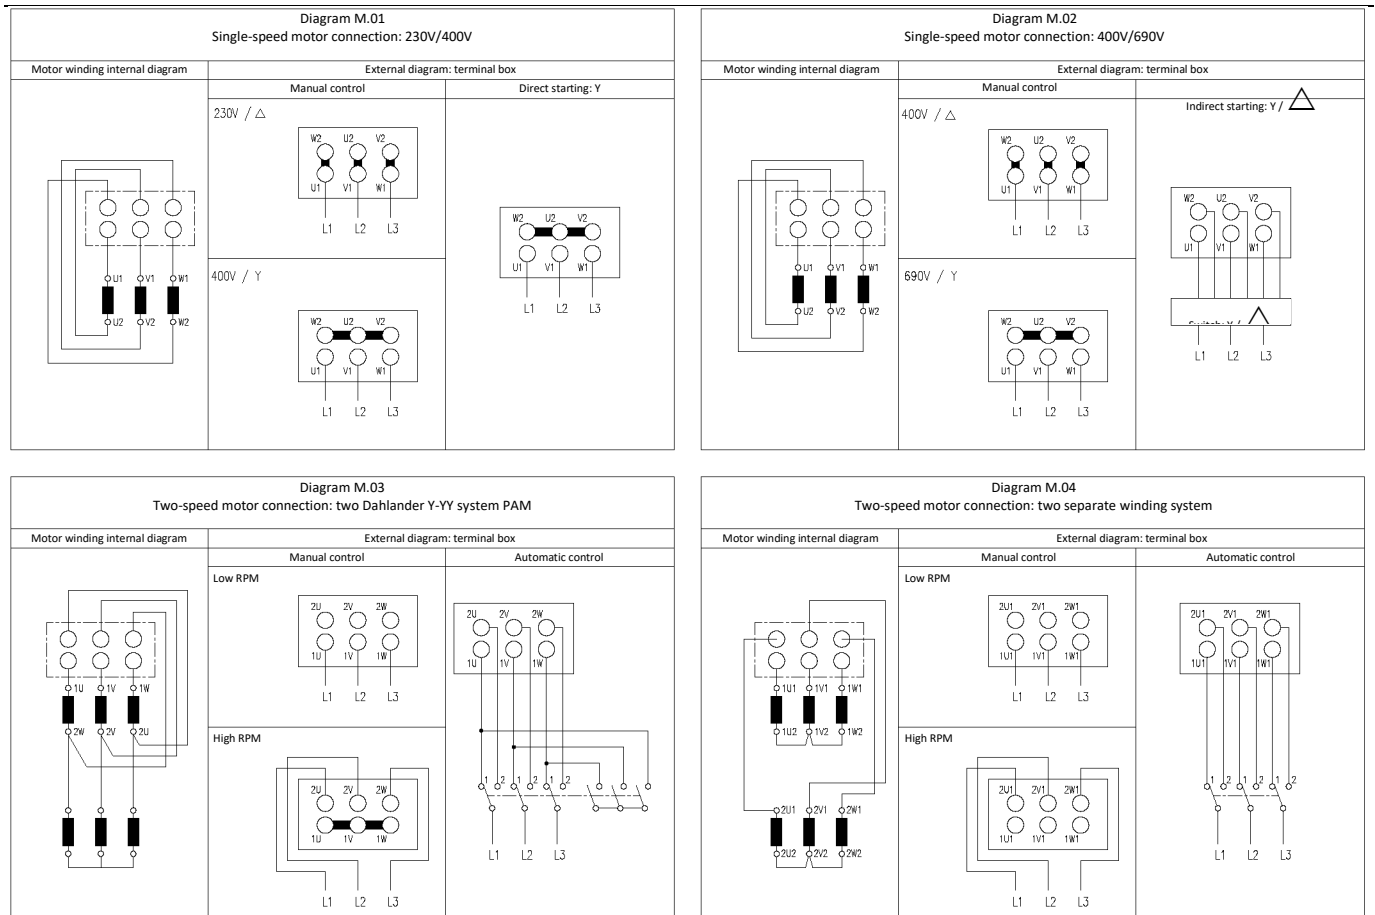 Diagram M.01
Single-speed motor connection: 230V/400V
Motor winding internal diagram
External diagram: terminal box
Manual control
Direct starting: Y
230V / △
W2 U2 V2
U1 V1 W1
L1 L2 L3
W2 U2 V2
U1 V1 W1
L1 L2 L3
400V / Y
U1 V1 W1
U2 V2 W2
W2 U2 V2
U1 V1 W1
L1 L2 L3
Diagram M.02
Single-speed motor connection: 400V/690V
Motor winding internal diagram
External diagram: terminal box
Manual control
Indirect starting: Y / △
400V / △
W2 U2 V2
U1 V1 W1
L1 L2 L3
W2 U2 V2
U1 V1 W1
L1 L2 L3
690V / Y
U1 V1 W1
U2 V2 W2
W2 U2 V2
U1 V1 W1
L1 L2 L3
Diagram M.03
Two-speed motor connection: two Dahlander Y-YY system PAM
Motor winding internal diagram
External diagram: terminal box
Manual control
Automatic control
Low RPM
2U 2V 2W
1U 1V 1W
L1 L2 L3
2U 2V 2W
1U 1V 1W
1U 1V 1W
2W 2V 2U
High RPM
2U 2V 2W
1U 1V 1W
L1 L2 L3
1 2 1 2 1 2
L1 L2 L3
Diagram M.04
Two-speed motor connection: two separate winding system
Motor winding internal diagram
External diagram: terminal box
Manual control
Automatic control
Low RPM
2U1 2V1 2W1
1U1 1V1 1W1
L1 L2 L3
2U1 2V1 2W1
1U1 1V1 1W1
1U1 1V1 1W1
1U2 1V2 1W2
2U1 2V1 2W1
2U2 2V2 2W2
High RPM
2U1 2V1 2W1
1U1 1V1 1W1
L1 L2 L3
1 2 1 2 1 2
L1 L2 L3